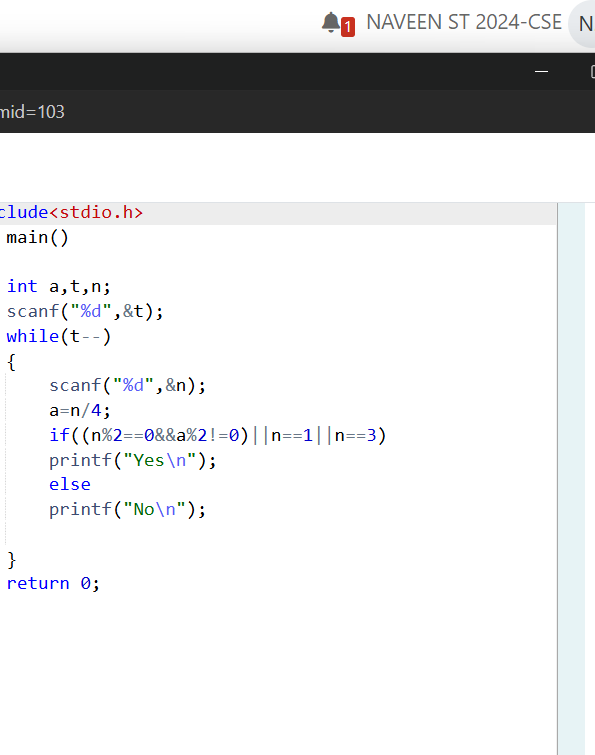 1 NAVEEN ST 2024-CSE N
mid=103
clude<stdio.h>
main()
int a,t,n;
scanf("%d",&t);
while(t--)
{
scanf("%d",&n);
a=n/4;
if((n%2==0&&a%2!=0)||n==1||n==3)
printf("Yes\n");
else
printf("No\n");
}
return 0;